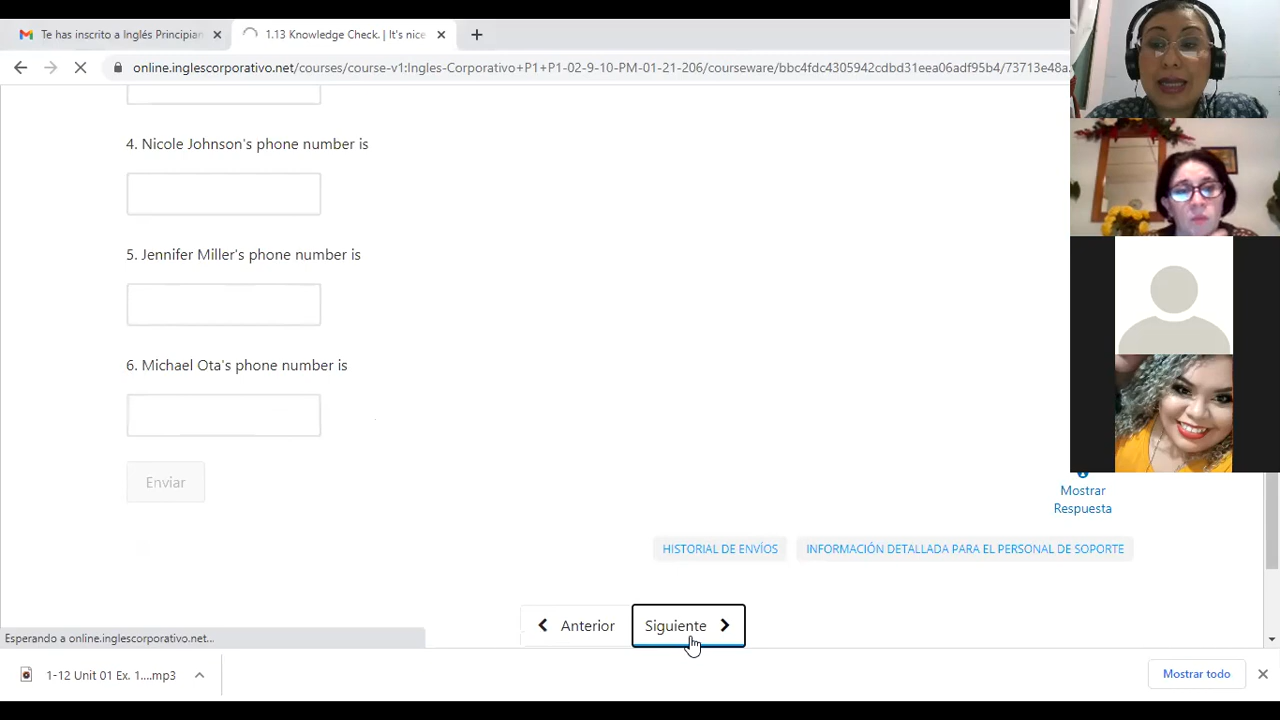 Te has inscrito a Inglés Principian
1.13 Knowledge Check. | It's nice
online.inglescorporativo.net/courses/course-v1:Ingles-Corporativo+P1+P1-02-9-10-PM-01-21-206/courseware/bbc4fdc4305942cdbd31eea06adf95b4/73713e48a
4. Nicole Johnson's phone number is
5. Jennifer Miller's phone number is
6. Michael Ota's phone number is
Enviar
Mostrar
Respuesta
HISTORIAL DE ENVÍOS
INFORMACIÓN DETALLADA PARA EL PERSONAL DE SOPORTE
Anterior
Siguiente
Esperando a online.inglescorporativo.net...
1-12 Unit 01 Ex. 1....mp3
Mostrar todo